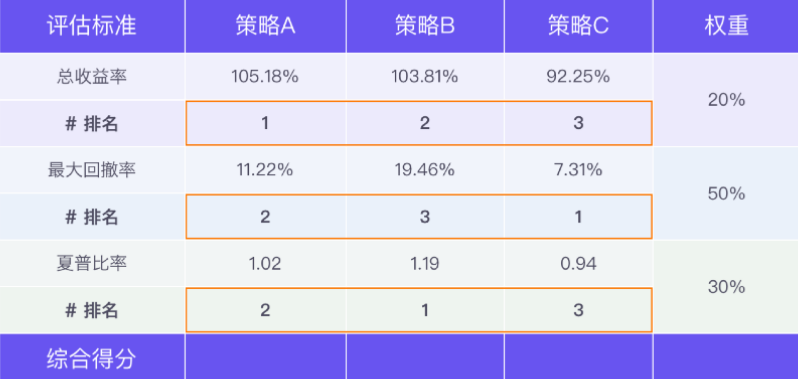 评估标准 策略A 策略B 策略C 权重
总收益率 105.18% 103.81% 92.25% 20%
# 排名 1 2 3
最大回撤率 11.22% 19.46% 7.31% 50%
# 排名 2 3 1
夏普比率 1.02 1.19 0.94 30%
# 排名 2 1 3
综合得分